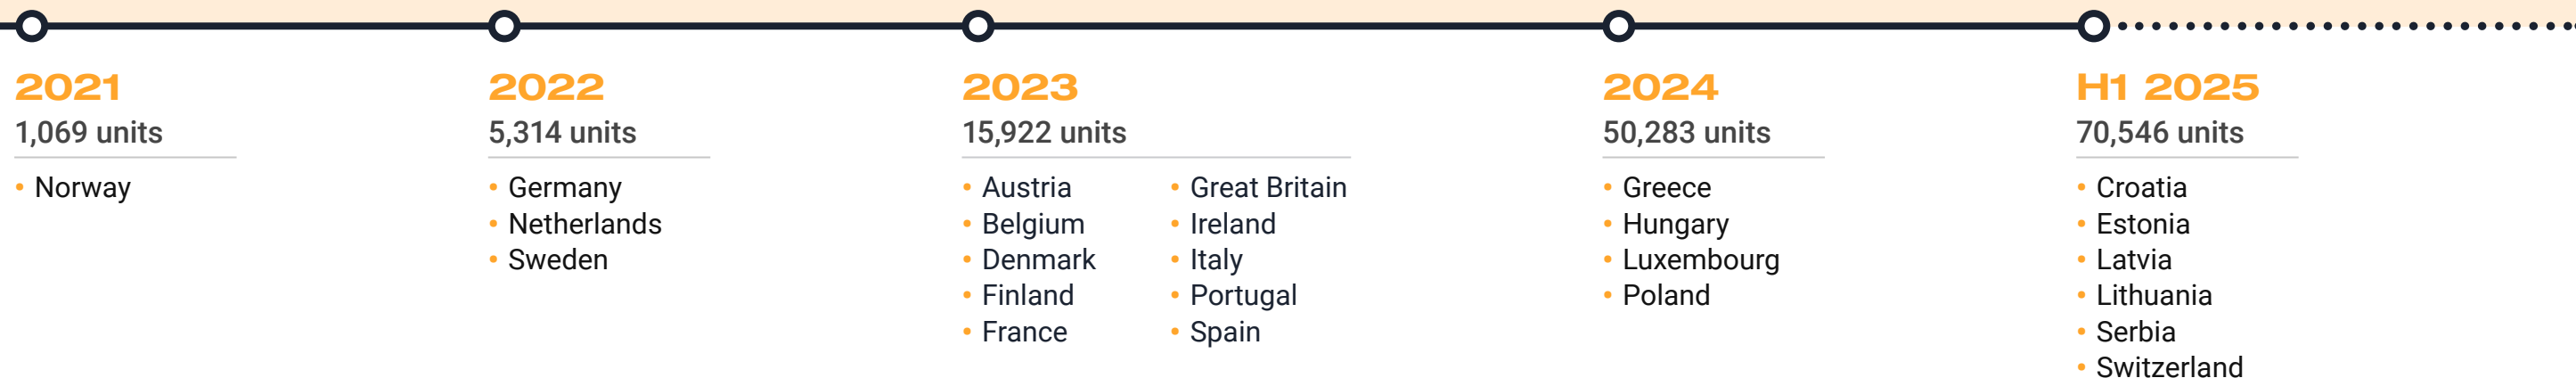 2021
1,069 units
• Norway
2022
5,314 units
• Germany
• Netherlands
• Sweden
2023
15,922 units
• Austria
• Belgium
• Denmark
• Finland
• France
• Great Britain
• Ireland
• Italy
• Portugal
• Spain
2024
50,283 units
• Greece
• Hungary
• Luxembourg
• Poland
H1 2025
70,546 units
• Croatia
• Estonia
• Latvia
• Lithuania
• Serbia
• Switzerland